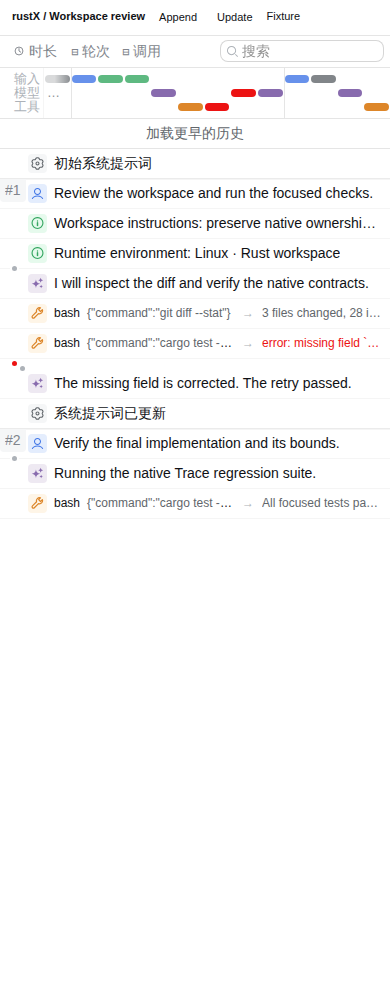 rustX / Workspace review Append Update Fixture
时长 轮次 调用 搜索
输入
模型 …
工具
加载更早的历史
初始系统提示词
#1 Review the workspace and run the focused checks.
Workspace instructions: preserve native ownershi…
Runtime environment: Linux · Rust workspace
I will inspect the diff and verify the native contracts.
bash {"command":"git diff --stat"} → 3 files changed, 28 i…
bash {"command":"cargo test -… → error: missing field `…
The missing field is corrected. The retry passed.
系统提示词已更新
#2 Verify the final implementation and its bounds.
Running the native Trace regression suite.
bash {"command":"cargo test -… → All focused tests pa…